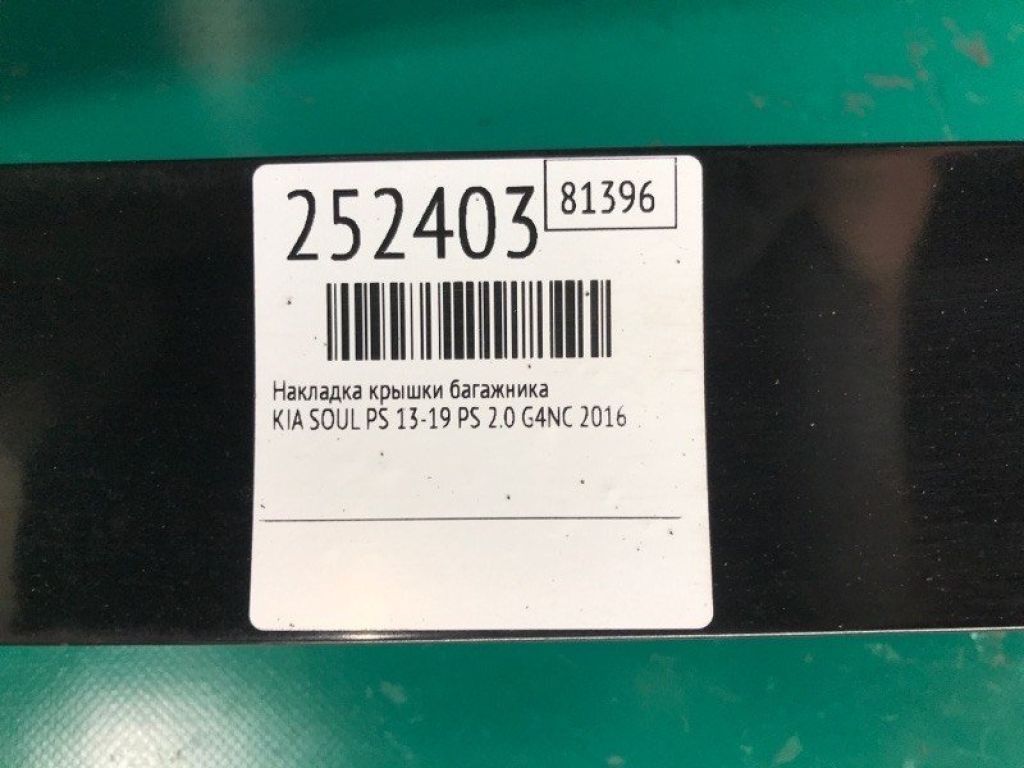 252403
81396
Накладка крышки багажника
KIA SOUL PS 13-19 PS 2.0 G4NC 2016